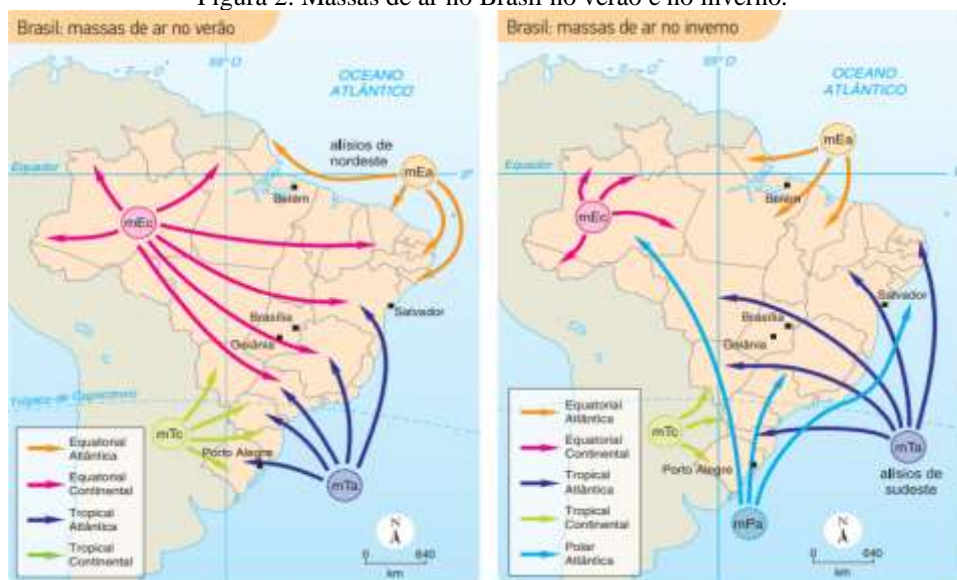 Figura 2: Massas de ar no Brasil no verão e no inverno.
Brasil: massas de ar no verão
OCEANO
ATLÂNTICO
alísios de
nordeste
mEa
Equador
0°
Belém
mEc
Salvador
Brasília
Goiânia
Trópico de Capricórnio
mTc
Porto Alegre
mTa
Equatorial
Atlântica
Equatorial
Continental
Tropical
Atlântica
Tropical
Continental
N
0 640
km
Brasil: massas de ar no inverno
OCEANO
ATLÂNTICO
mEa
Equador
Belém
mEc
Salvador
Brasília
Goiânia
mTc
Porto Alegre
mTa
alísios de
sudeste
mPa
Equatorial
Atlântica
Equatorial
Continental
Tropical
Atlântica
Tropical
Continental
Polar
Atlântica
N
0 640
km